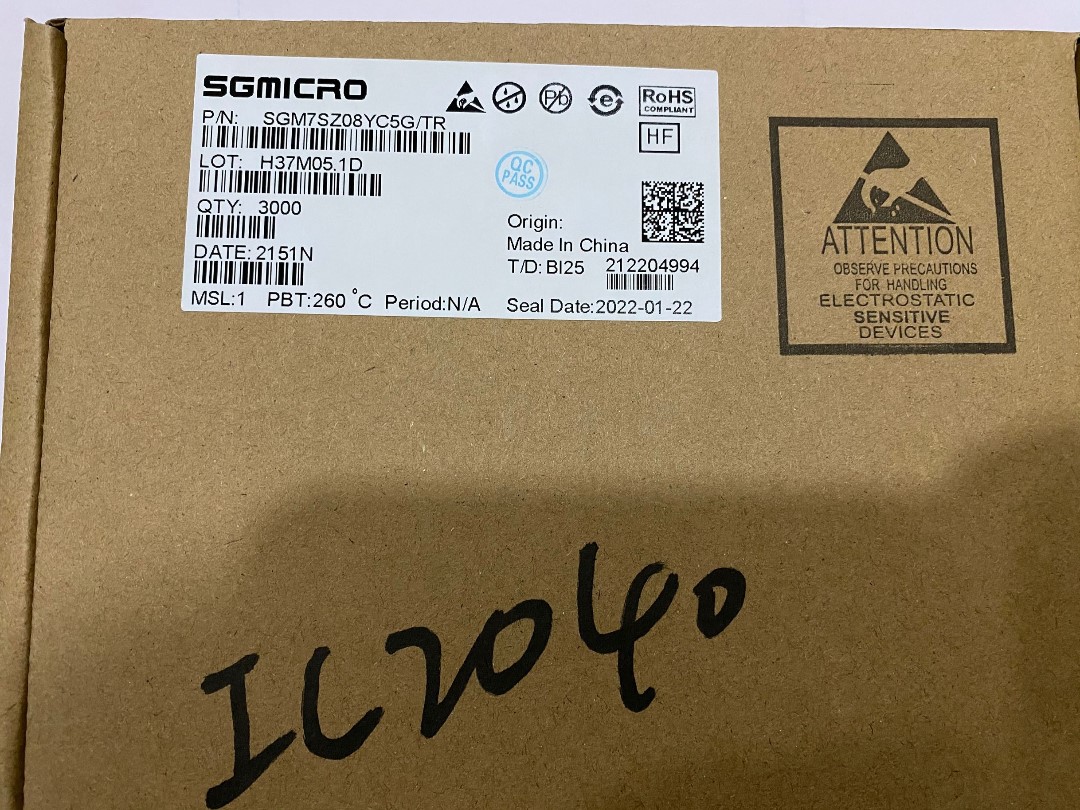 SGMICRO
P/N: SGM7SZ08YC5G/TR
LOT: H37M05.1D
QTY: 3000
DATE: 2151N
MSL:1 PBT:260 °C Period:N/A
Pb
e
RoHS
COMPLIANT
HF
QC
PASS
Origin:
Made In China
T/D: BI25 212204994
Seal Date:2022-01-22
ATTENTION
OBSERVE PRECAUTIONS
FOR HANDLING
ELECTROSTATIC
SENSITIVE
DEVICES
IC2040